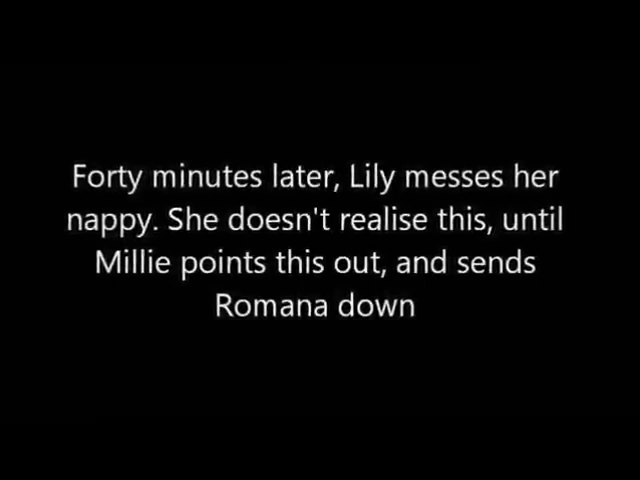 Forty minutes later, Lily messes her
nappy. She doesn't realise this, until
Millie points this out, and sends
Romana down